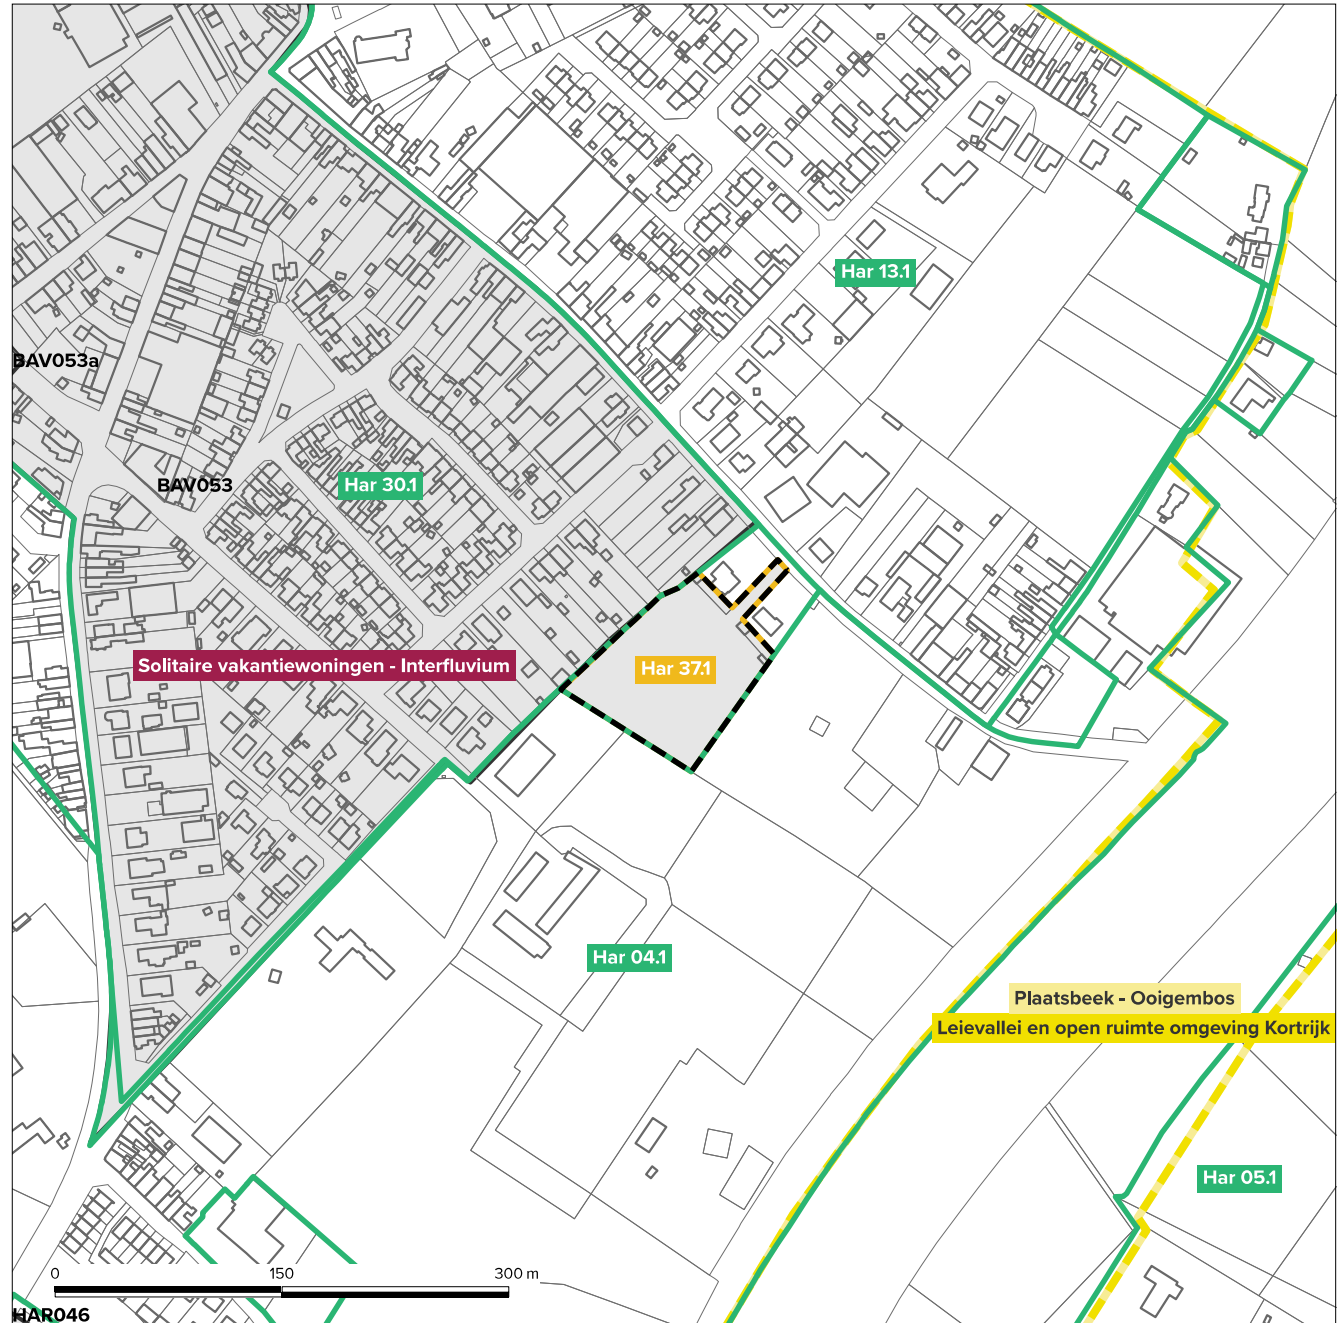 Har 13.1
BAV053a
BAV053
Har 30.1
Solitaire vakantiewoningen - Interfluvium
Har 37.1
Har 04.1
Plaatsbeek - Ooigembos
Leievallei en open ruimte omgeving Kortrijk
Har 05.1
0 150 300 m
HAR046